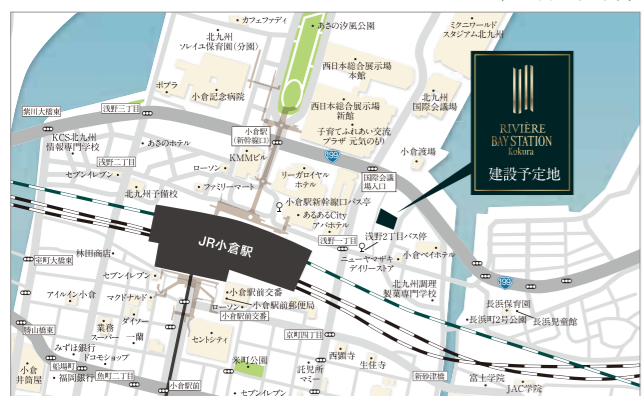 カフェファディ
あさの汐風公園
ミクニワールド
スタジアム北九州
北九州
ソレイユ保育園(分園)
西日本総合展示場
本館
ポプラ
小倉記念病院
西日本総合展示場
新館
北九州
国際会議場
紫川大橋東
浅野三丁目
小倉駅
(新幹線口)
子育てふれあい交流
プラザ 元気のもり
KCS北九州
情報専門学校
あさのホテル
KMMビル
199
小倉渡場
浅野二丁目
セブンイレブン
ローソン
リーガロイヤル
ホテル
国際会議
場入口
北九州予備校
ファミリーマート
小倉駅新幹線口バス亭
あるあるCity
アパホテル
RIVIÈRE
BAY STATION
Kokura
建設予定地
JR小倉駅
浅野一丁目
浅野2丁目バス停
ニューヤマザキ
デイリーストア
小倉ベイホテル
室町大橋東
林田商店
セブンイレブン
199
アイルイン小倉
マクドナルド
小倉駅前交番
ローソン
小倉駅前郵便局
小倉駅前交番
北九州調理
製菓専門学校
長浜保育園
長浜町2号公園
長浜児童館
勝山橋東
業務
スーパー
ダイソー
一蘭
セントシティ
京町四丁目
みずほ銀行
ドコモショップ
米町公園
西顕寺
生往寺
小倉
井筒屋
船場町
福岡銀行
魚町二丁目
小倉駅前
セブンイレブン
託児所
マミー
新砂津橋
富士学院
JAC学院